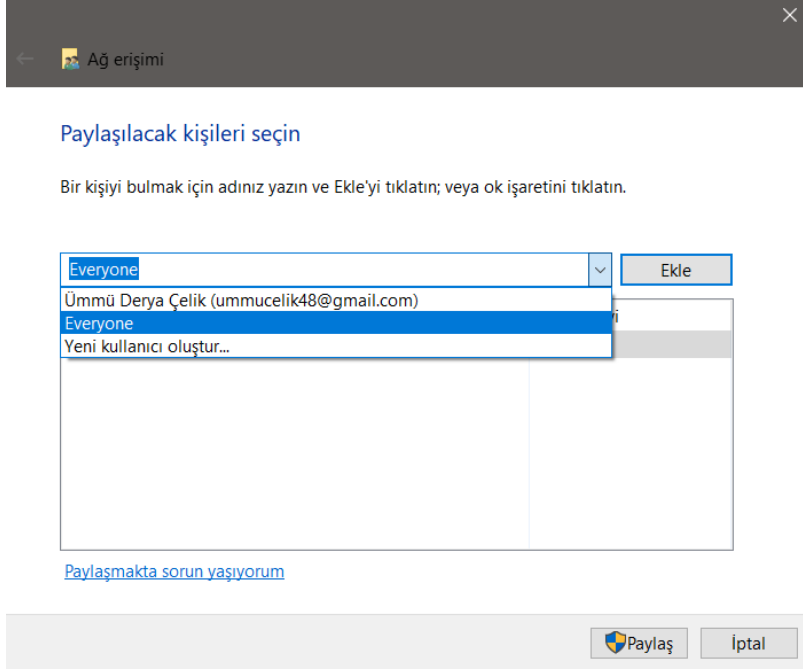 Ağ erişimi
Paylaşılacak kişileri seçin
Bir kişiyi bulmak için adınız yazın ve Ekle'yi tıklatın; veya ok işaretini tıklatın.
Everyone
Ekle
Ümmü Derya Çelik (ummucelik48@gmail.com)
Everyone
Yeni kullanıcı oluştur...
Paylaşmakta sorun yaşıyorum
Paylaş
İptal